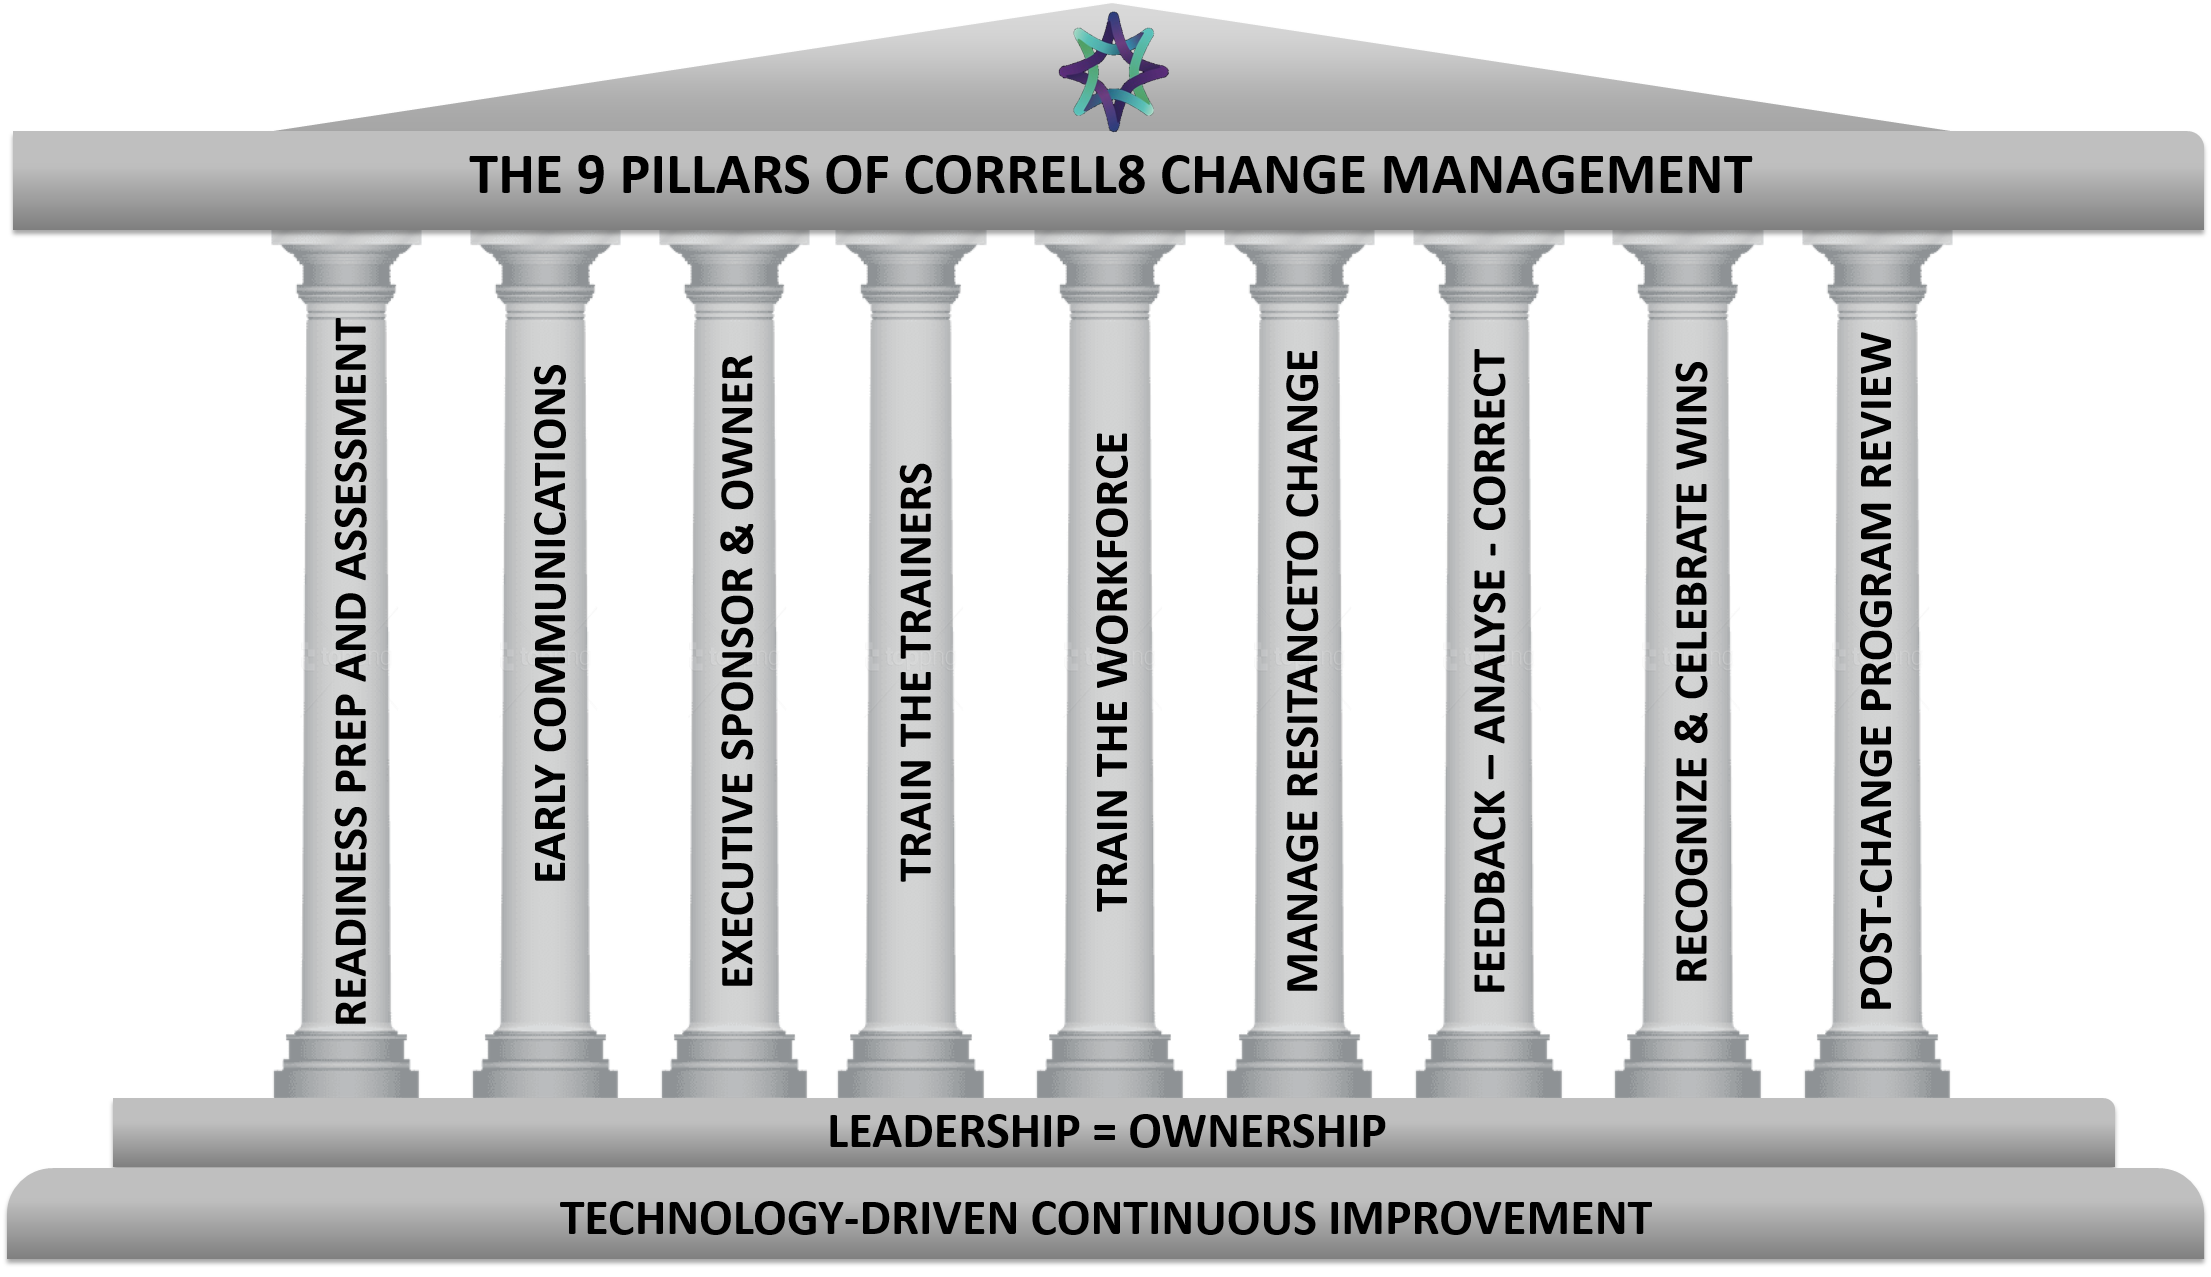 THE 9 PILLARS OF CORRELL8 CHANGE MANAGEMENT
READINESS PREP AND ASSESSMENT
EARLY COMMUNICATIONS
EXECUTIVE SPONSOR & OWNER
TRAIN THE TRAINERS
TRAIN THE WORKFORCE
MANAGE RESITANCETO CHANGE
FEEDBACK – ANALYSE - CORRECT
RECOGNIZE & CELEBRATE WINS
POST-CHANGE PROGRAM REVIEW
LEADERSHIP = OWNERSHIP
TECHNOLOGY-DRIVEN CONTINUOUS IMPROVEMENT